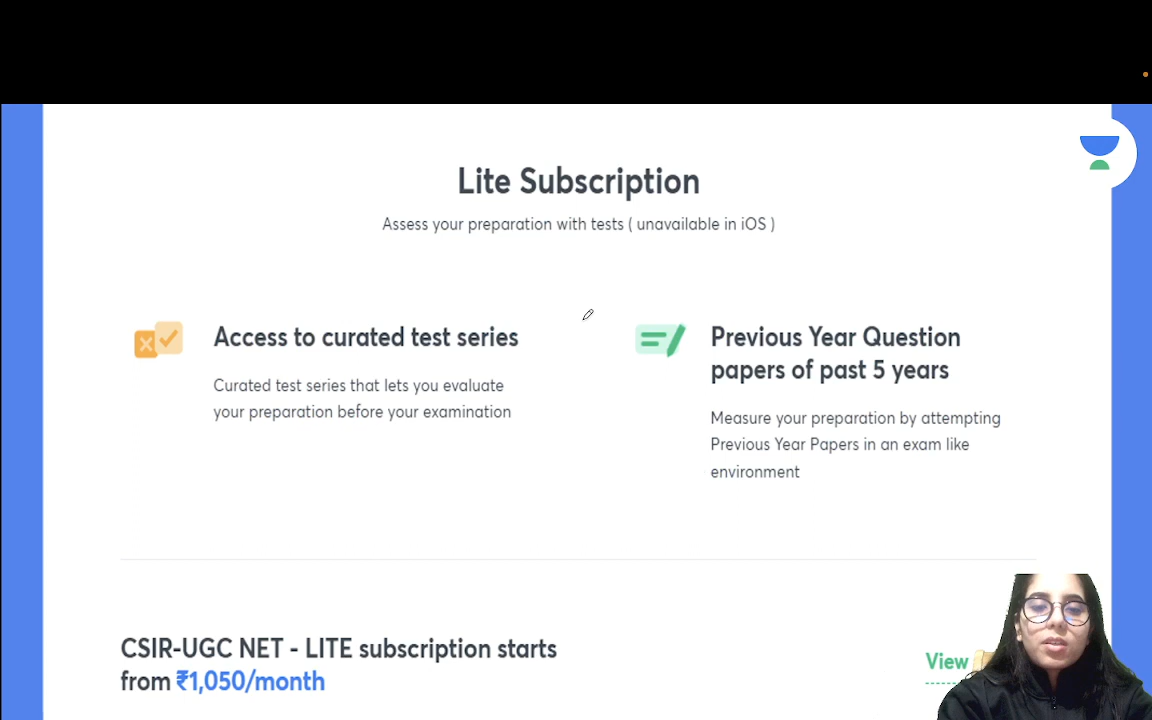 Lite Subscription
Assess your preparation with tests ( unavailable in iOS )
Access to curated test series
Curated test series that lets you evaluate
your preparation before your examination
Previous Year Question
papers of past 5 years
Measure your preparation by attempting
Previous Year Papers in an exam like
environment
CSIR-UGC NET - LITE subscription starts
from ₹1,050/month
View